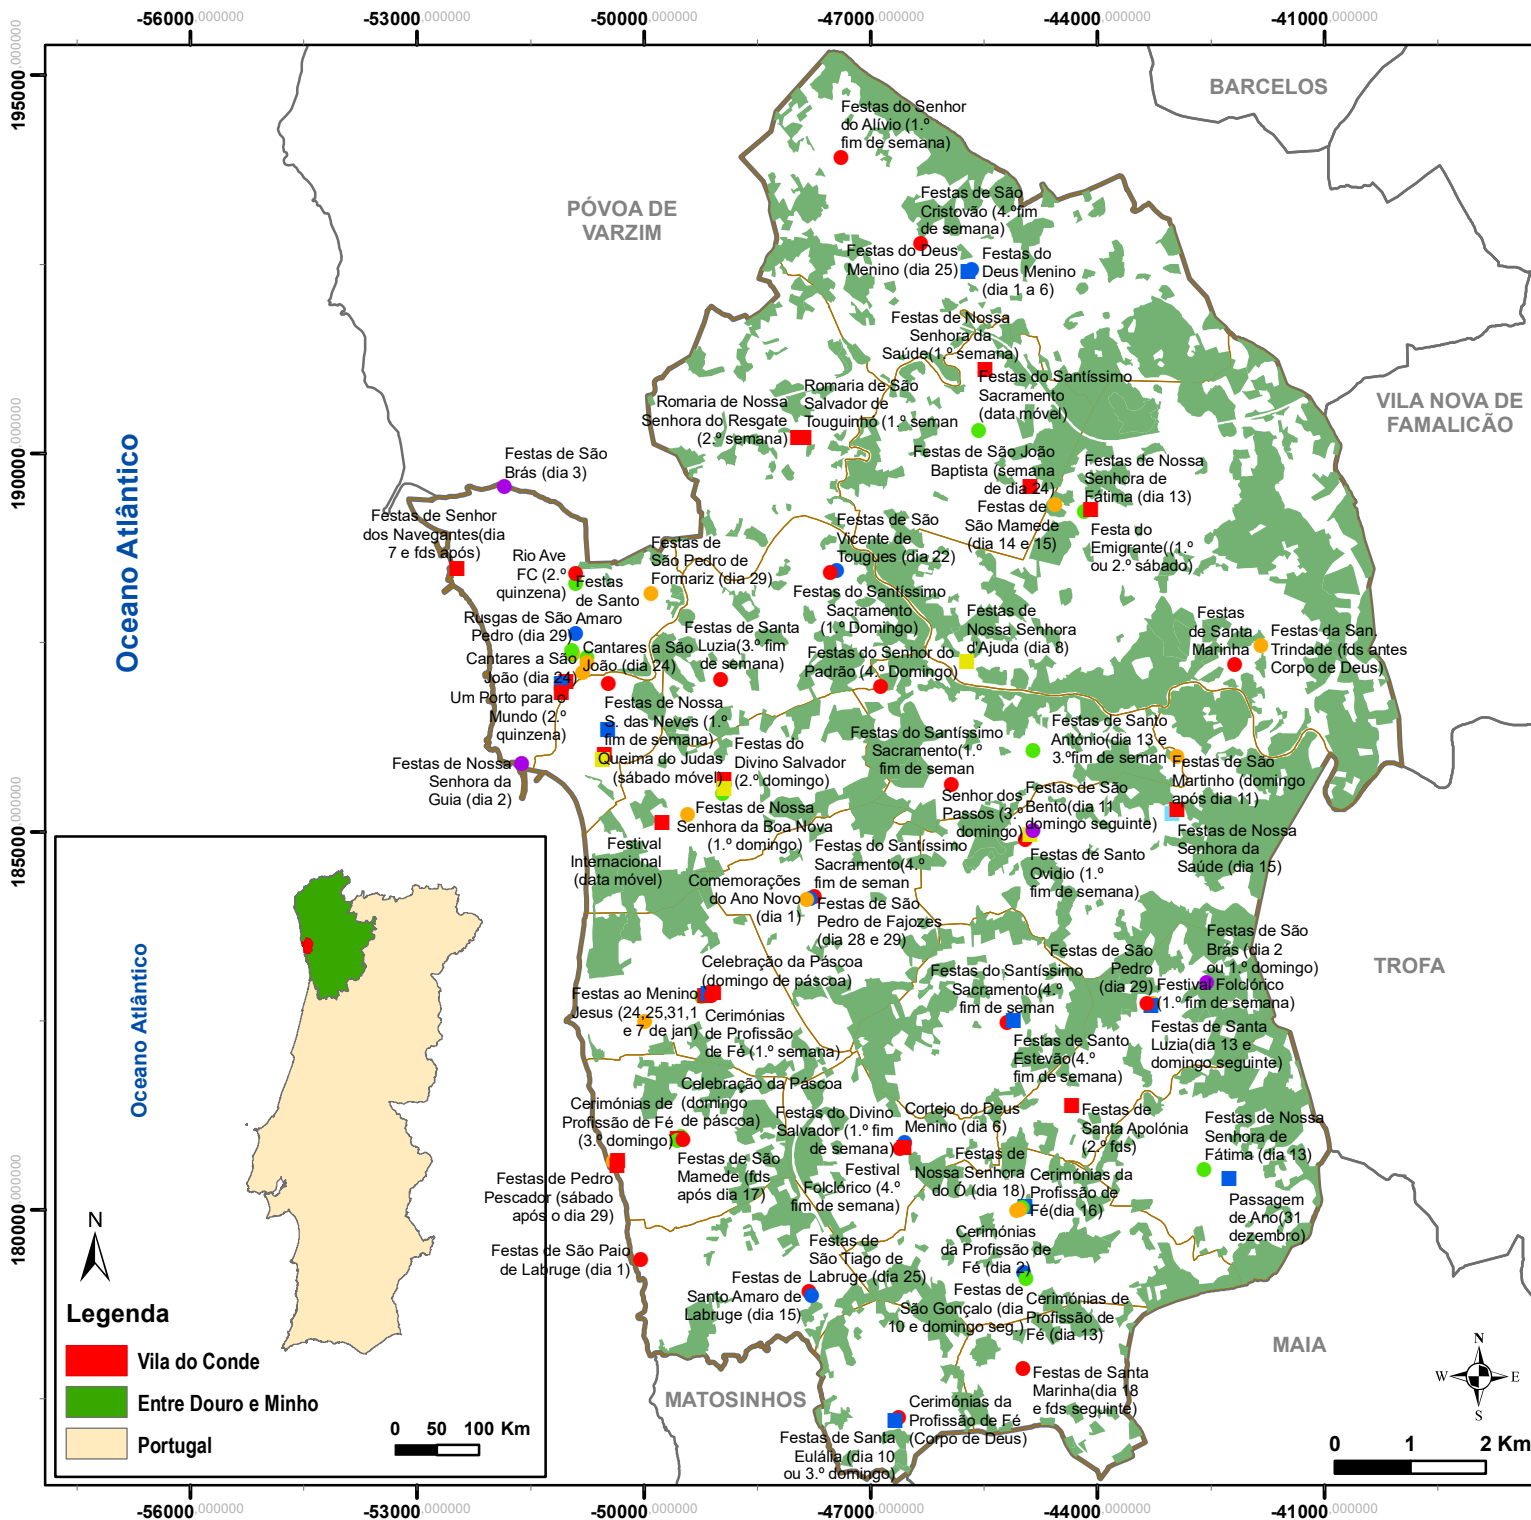 -56000,000000
-53000,000000
-50000,000000
-47000,000000
-44000,000000
-41000,000000
195000,000000
190000,000000
185000,000000
180000,000000
BARCELOS
PÓVOA DE
VARZIM
VILA NOVA DE
FAMALICÃO
TROFA
MAIA
MATOSINHOS
Oceano Atlântico
Festas do Senhor
do Alívio (1.º
fim de semana)
Festas de São
Cristovão (4.ºfim
de semana)
Festas do Deus
Menino (dia 25)
Festas do
Deus Menino
(dia 1 a 6)
Festas de Nossa
Senhora da
Saúde(1.º semana)
Festas do Santíssimo
Sacramento
(data móvel)
Romaria de São
Salvador de
Touguinho (1.º seman
Romaria de Nossa
Senhora do Resgate
(2.º semana)
Festas de São João
Baptista (semana
de dia 24)
Festas de Nossa
Senhora de
Fátima (dia 13)
Festas de São
Brás (dia 3)
Festas de
São Mamede
(dia 14 e 15)
Festa do
Emigrante((1.º
ou 2.º sábado)
Festas de Senhor
dos Navegantes(dia
7 e fds após)
Festas de São
Vicente de
Tougues (dia 22)
Festas de
São Pedro de
Formariz (dia 29)
Rio Ave
FC (2.º
quinzena)
Festas
de Santo
Amaro
Festas do Santíssimo
Sacramento
(1.º Domingo)
Festas de
Nossa Senhora
d'Ajuda (dia 8)
Festas
de Santa
Marinha
Festas da San.
Trindade (fds antes
Corpo de Deus)
Rusgas de São
Pedro (dia 29)
Festas de Santa
Luzia(3.º fim
de semana)
Cantares a São
João (dia 24)
Cantares a São
João (dia 24)
Festas do Senhor do
Padrão (4.º Domingo)
Um Porto para o
Mundo (2.º
quinzena)
Festas de Nossa
S. das Neves (1.º
fim de semana)
Festas de Santo
António(dia 13 e
3.ºfim de seman
Festas do Santíssimo
Sacramento(1.º
fim de seman
Festas do
Divino Salvador
(2.º domingo)
Queima do Judas
(sábado móvel)
Festas de Nossa
Senhora da
Guia (dia 2)
Festas de São
Martinho (domingo
após dia 11)
Senhor dos
Passos (3.º
domingo)
Festas de São
Bento(dia 11
domingo seguinte)
Festas de Nossa
Senhora da Boa Nova
(1.º domingo)
Festas de Nossa
Senhora da
Saúde (dia 15)
Festival
Internacional
(data móvel)
Festas do Santíssimo
Sacramento(4.º
fim de seman
Festas de Santo
Ovidio (1.º
fim de semana)
Comemorações
do Ano Novo
(dia 1)
Festas de São
Pedro de Fajozes
(dia 28 e 29)
Festas de São
Brás (dia 2
ou 1.º domingo)
Festas de São
Pedro
(dia 29)
Celebração da Páscoa
(domingo de páscoa)
Festas do Santíssimo
Sacramento(4.º
fim de seman
Festival Folclórico
(1.º fim de semana)
Festas ao Menino
Jesus (24,25,31,1
e 7 de jan)
Cerimónias
de Profissão
de Fé (1.º semana)
Festas de Santa
Luzia(dia 13 e
domingo seguinte)
Festas de Santo
Estevão(4.º
fim de semana)
Celebração da Páscoa
(domingo
de páscoa)
Cerimónias de
Profissão de Fé
(3.º domingo)
Festas do Divino
Salvador (1.º fim
de semana)
Cortejo do Deus
Menino (dia 6)
Festas de
Santa Apolónia
(2.º fds)
Festas de Nossa
Senhora de
Fátima (dia 13)
Festas de São
Mamede (fds
após dia 17)
Festas de
Nossa Senhora
do Ó (dia 18)
Festival
Folclórico (4.º
fim de semana)
Cerimónias da
Profissão de
Fé(dia 16)
Festas de Pedro
Pescador (sábado
após o dia 29)
Passagem
de Ano(31
dezembro)
Cerimónias
da Profissão de
Fé (dia 2)
Festas de
São Tiago de
Labruge (dia 25)
Festas de São Paio
de Labruge (dia 1)
Festas de
Santo Amaro de
Labruge (dia 15)
Festas de
São Gonçalo (dia
10 e domingo seg.)
Cerimónias de
Profissão de
Fé (dia 13)
Festas de Santa
Marinha(dia 18
e fds seguinte)
Cerimónias da
Profissão de Fé
(Corpo de Deus)
Festas de Santa
Eulália (dia 10
ou 3.º domingo)
Oceano Atlântico
N
Legenda
Vila do Conde
Entre Douro e Minho
Portugal
0 50 100 Km
N
W E
S
0 1 2 Km
-56000,000000
-53000,000000
-50000,000000
-47000,000000
-44000,000000
-41000,000000